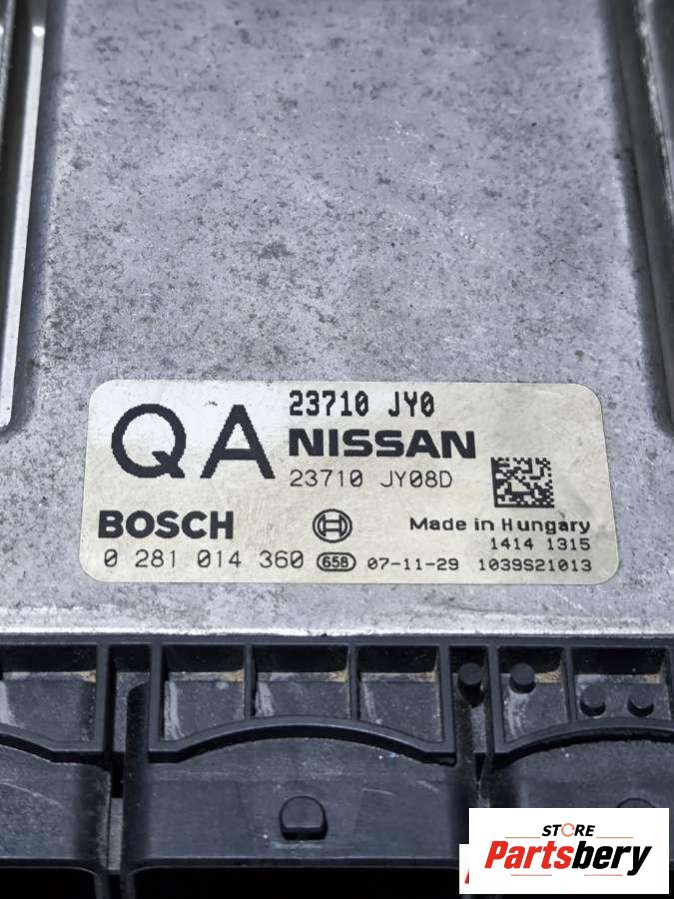 QA
23710 JY0
NISSAN
23710 JY08D
BOSCH
Made in Hungary
1414 1315
0 281 014 360 658 07-11-29 1039S21013
STORE
Partsbery